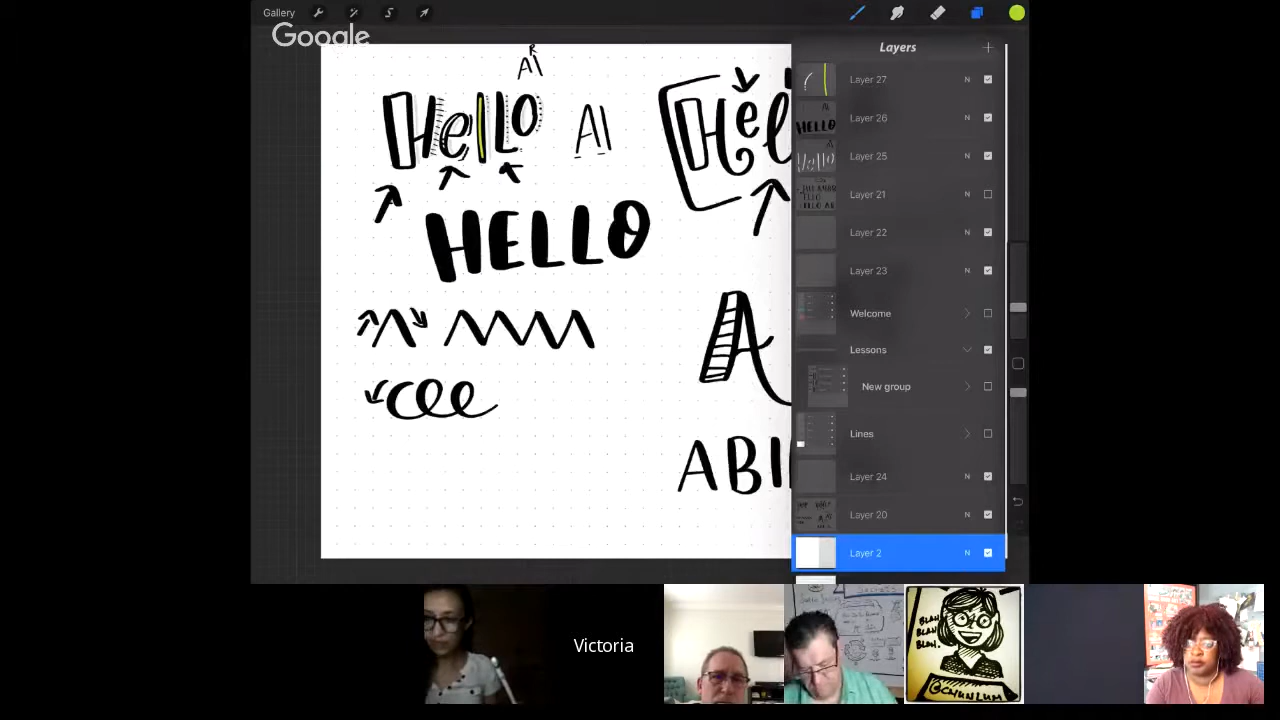 Gallery
Google
Layers
R
AI
Hello
AI
Hel
HELLO
A
ABI
Layer 27 N
Layer 26 N
Layer 25 N
Layer 21 N
Layer 22 N
Layer 23 N
Welcome
Lessons
New group
Lines
Layer 24 N
Layer 20 N
Layer 2 N
Victoria
BLAH
BLAH
BLAH.